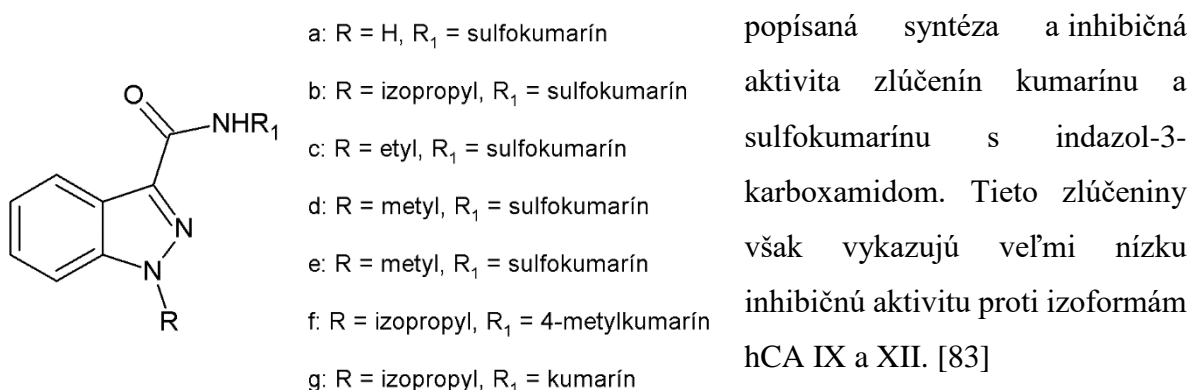 O
NHR₁
N
N
R
a: R = H, R₁ = sulfokumarín
b: R = izopropyl, R₁ = sulfokumarín
c: R = etyl, R₁ = sulfokumarín
d: R = metyl, R₁ = sulfokumarín
e: R = metyl, R₁ = sulfokumarín
f: R = izopropyl, R₁ = 4-metylkumarín
g: R = izopropyl, R₁ = kumarín
popísaná syntéza a inhibičná
aktivita zlúčenín kumarínu a
sulfokumarínu s indazol-3-
karboxamidom. Tieto zlúčeniny
však vykazujú veľmi nízku
inhibičnú aktivitu proti izoformám
hCA IX a XII. [83]